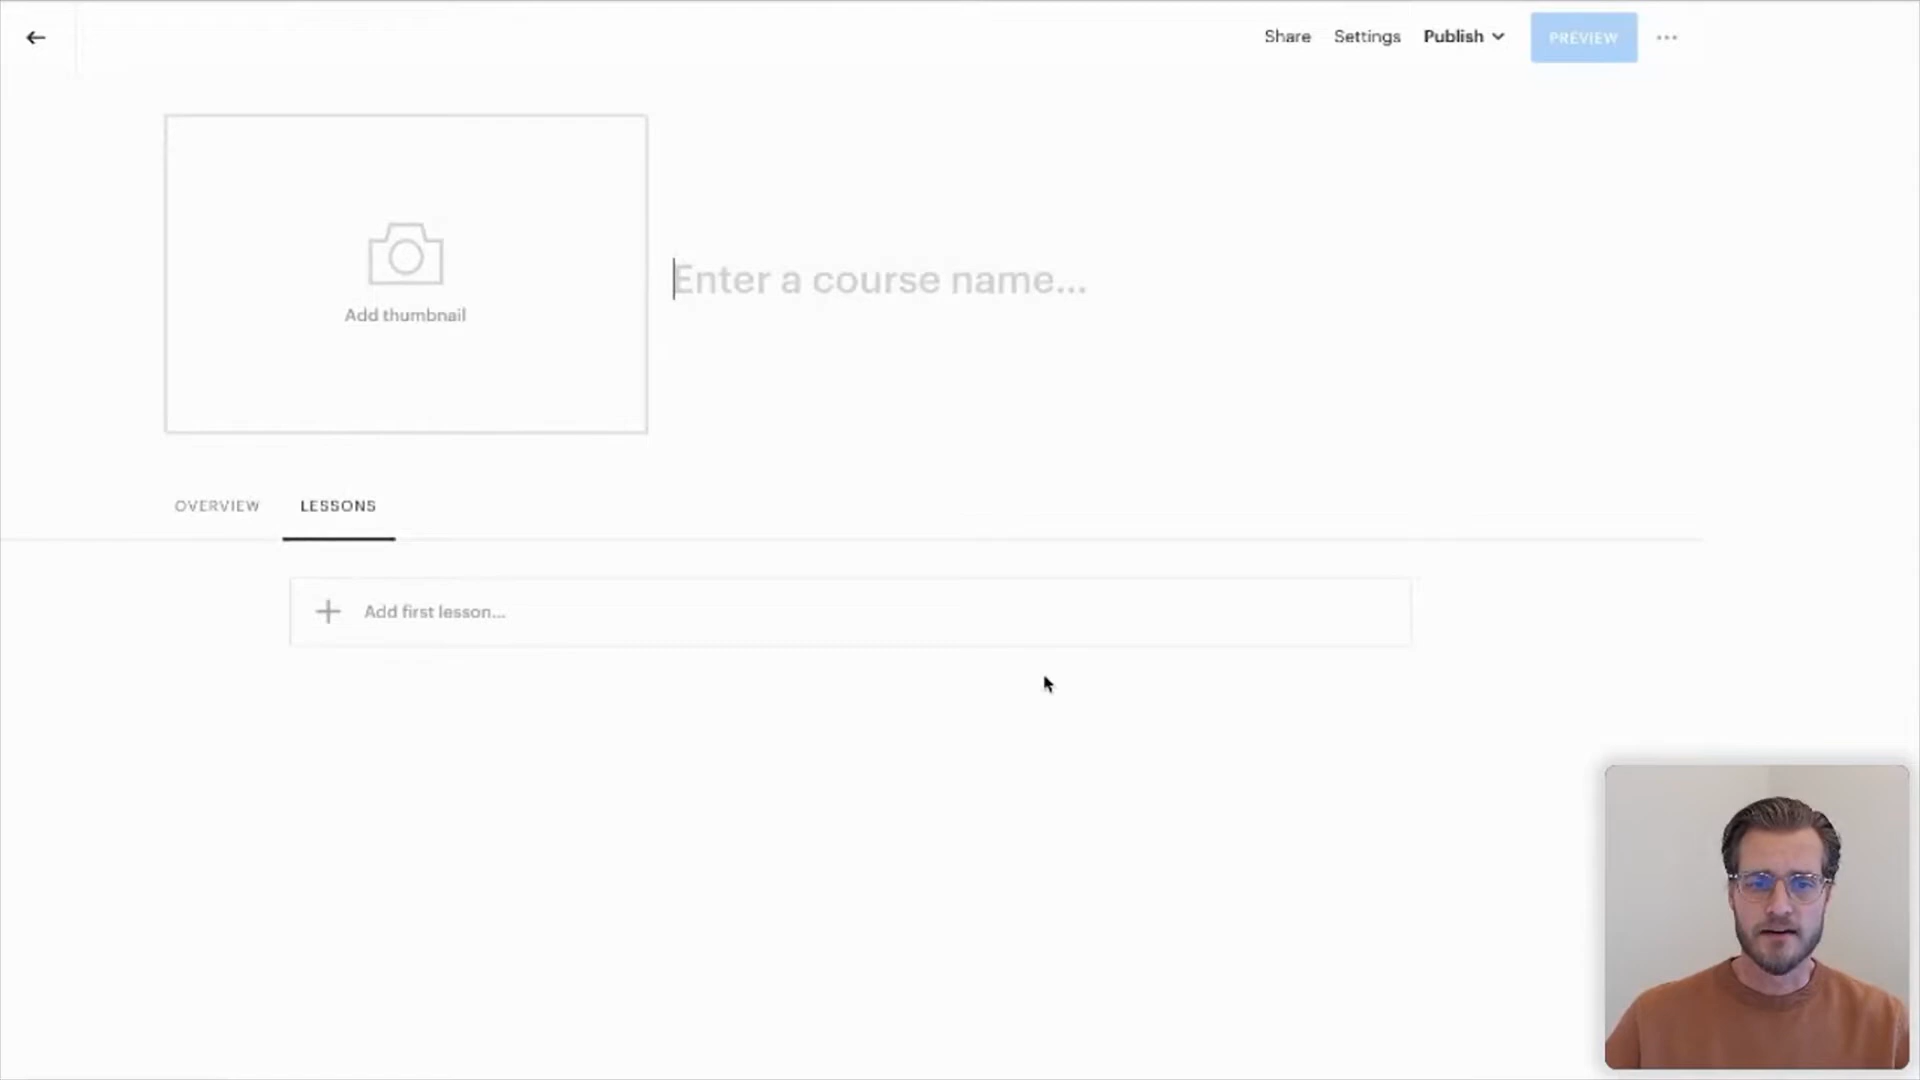 Share Settings Publish PREVIEW
Add thumbnail
Enter a course name...
OVERVIEW LESSONS
Add first lesson...